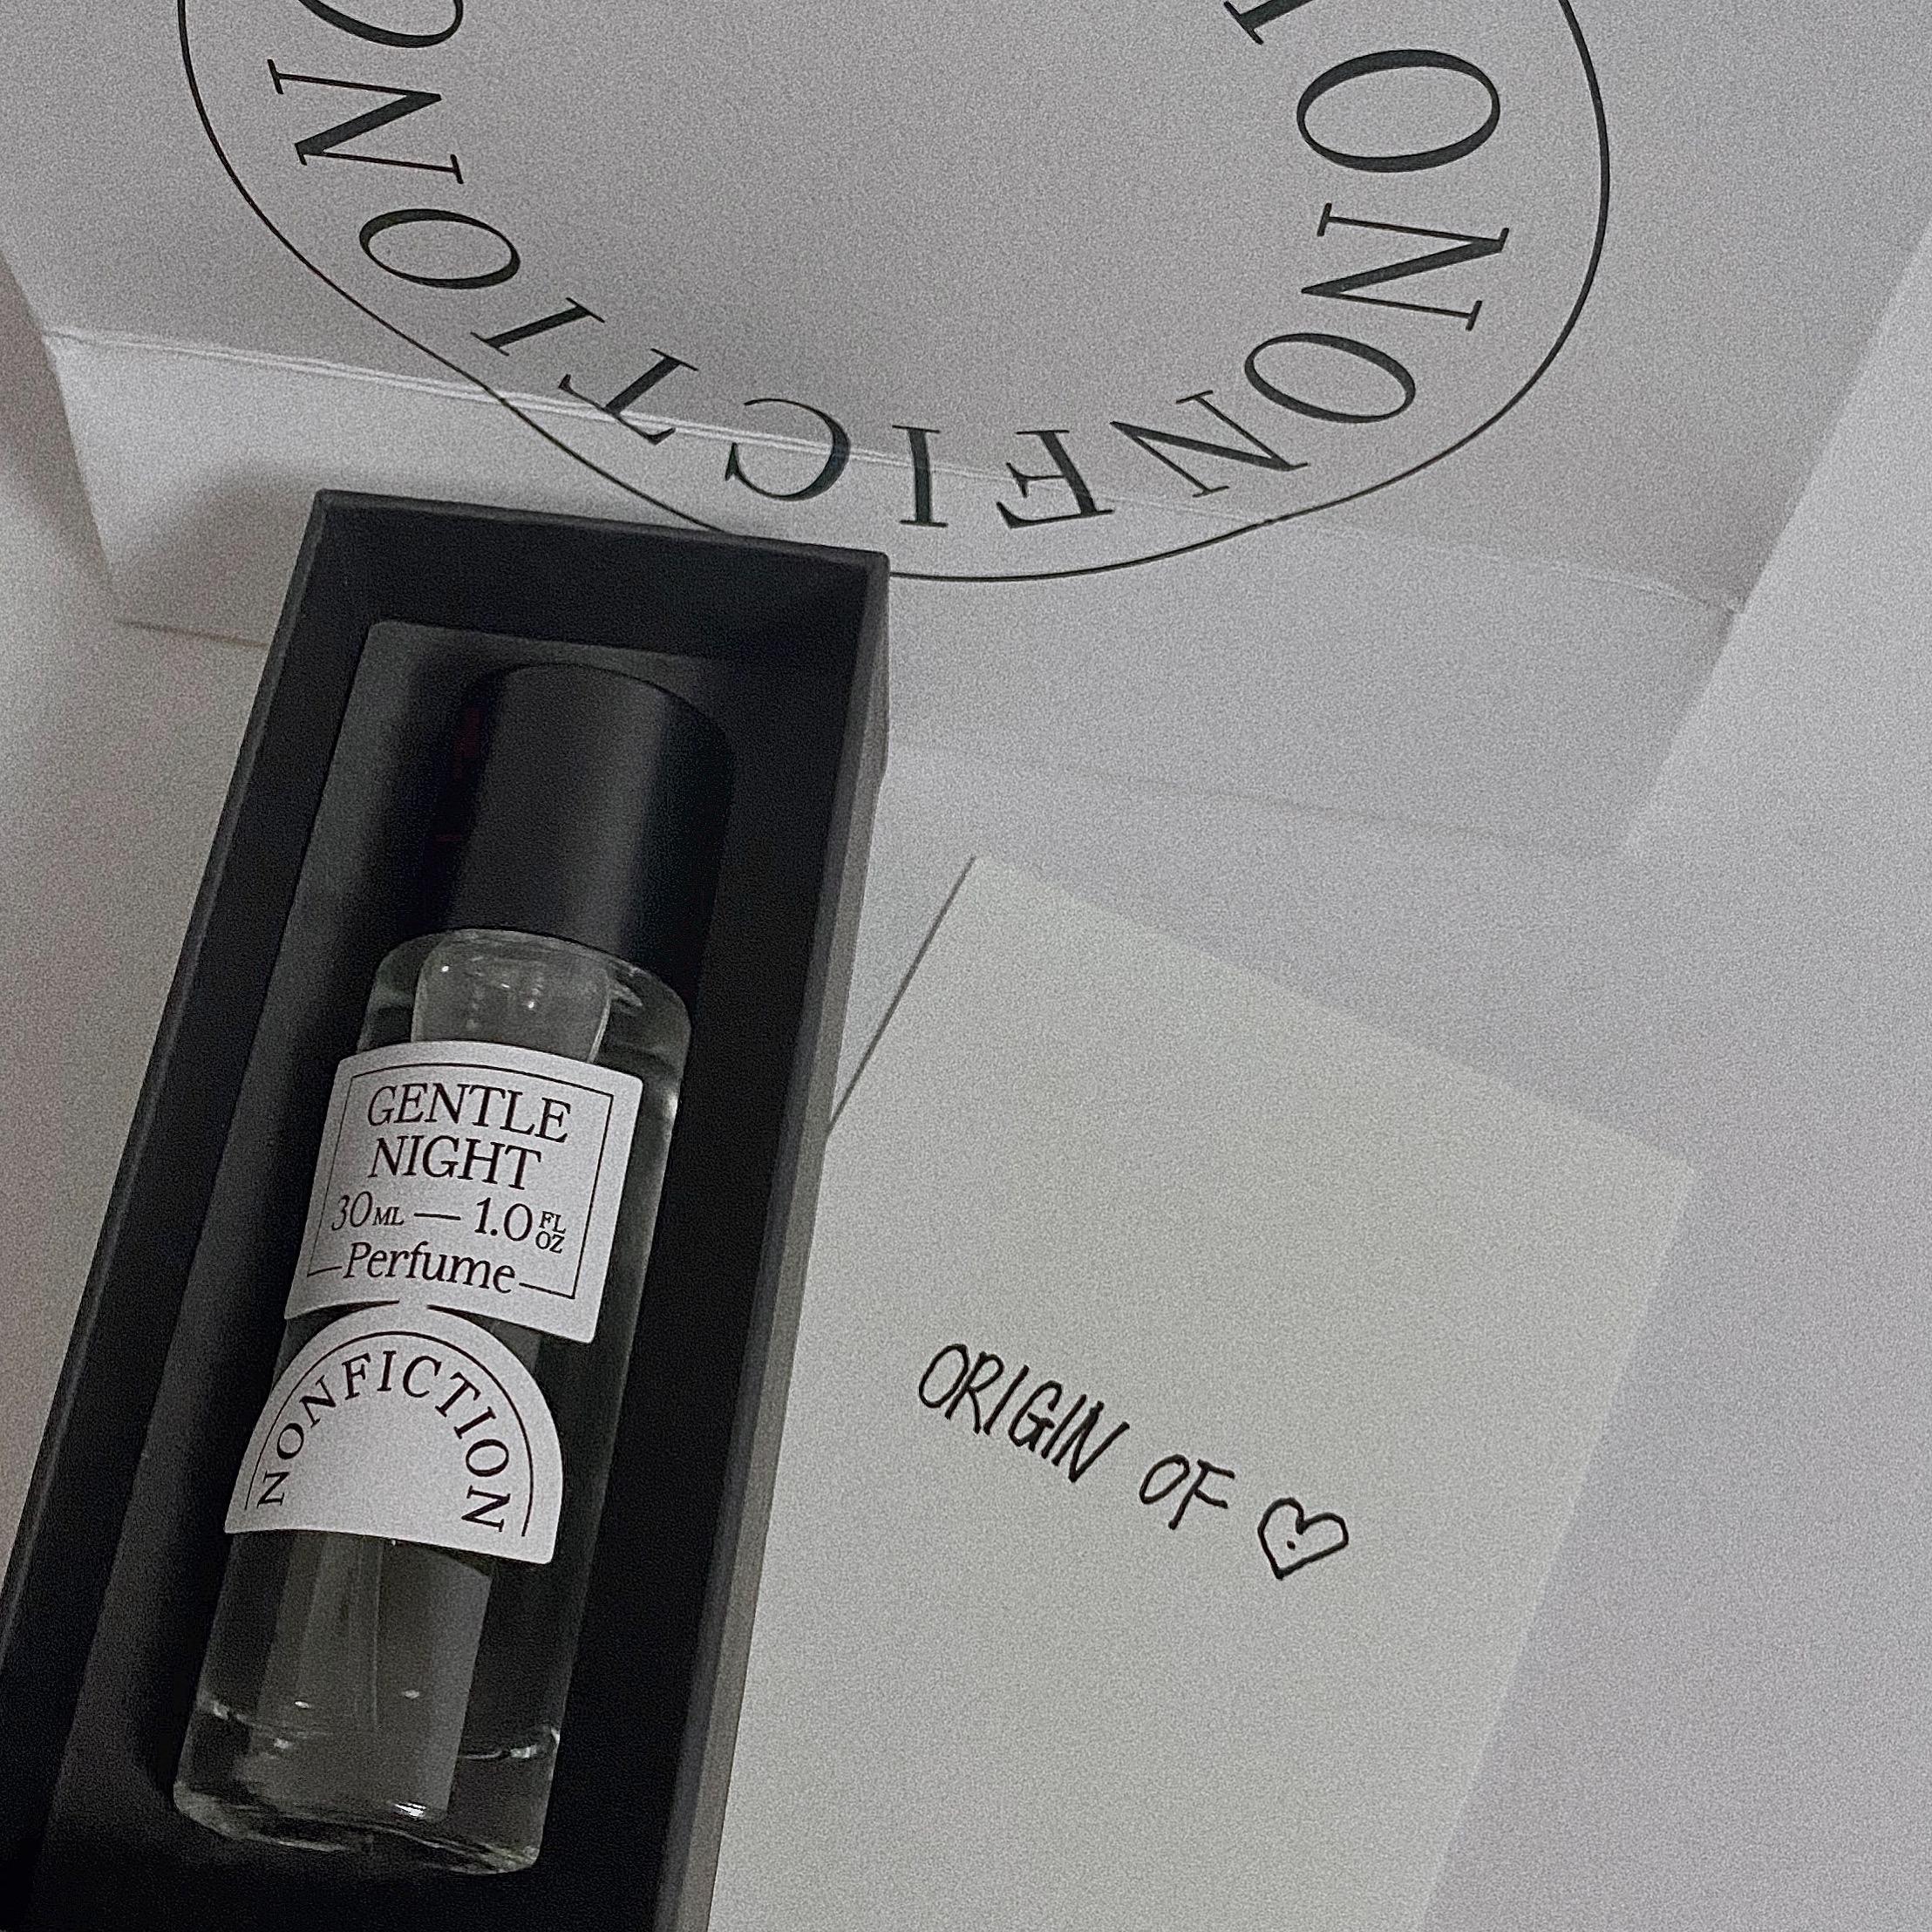 NONFICTION
GENTLE
NIGHT
30ML — 1.0 FL OZ
Perfume
NONFICTION
ORIGIN OF ♡